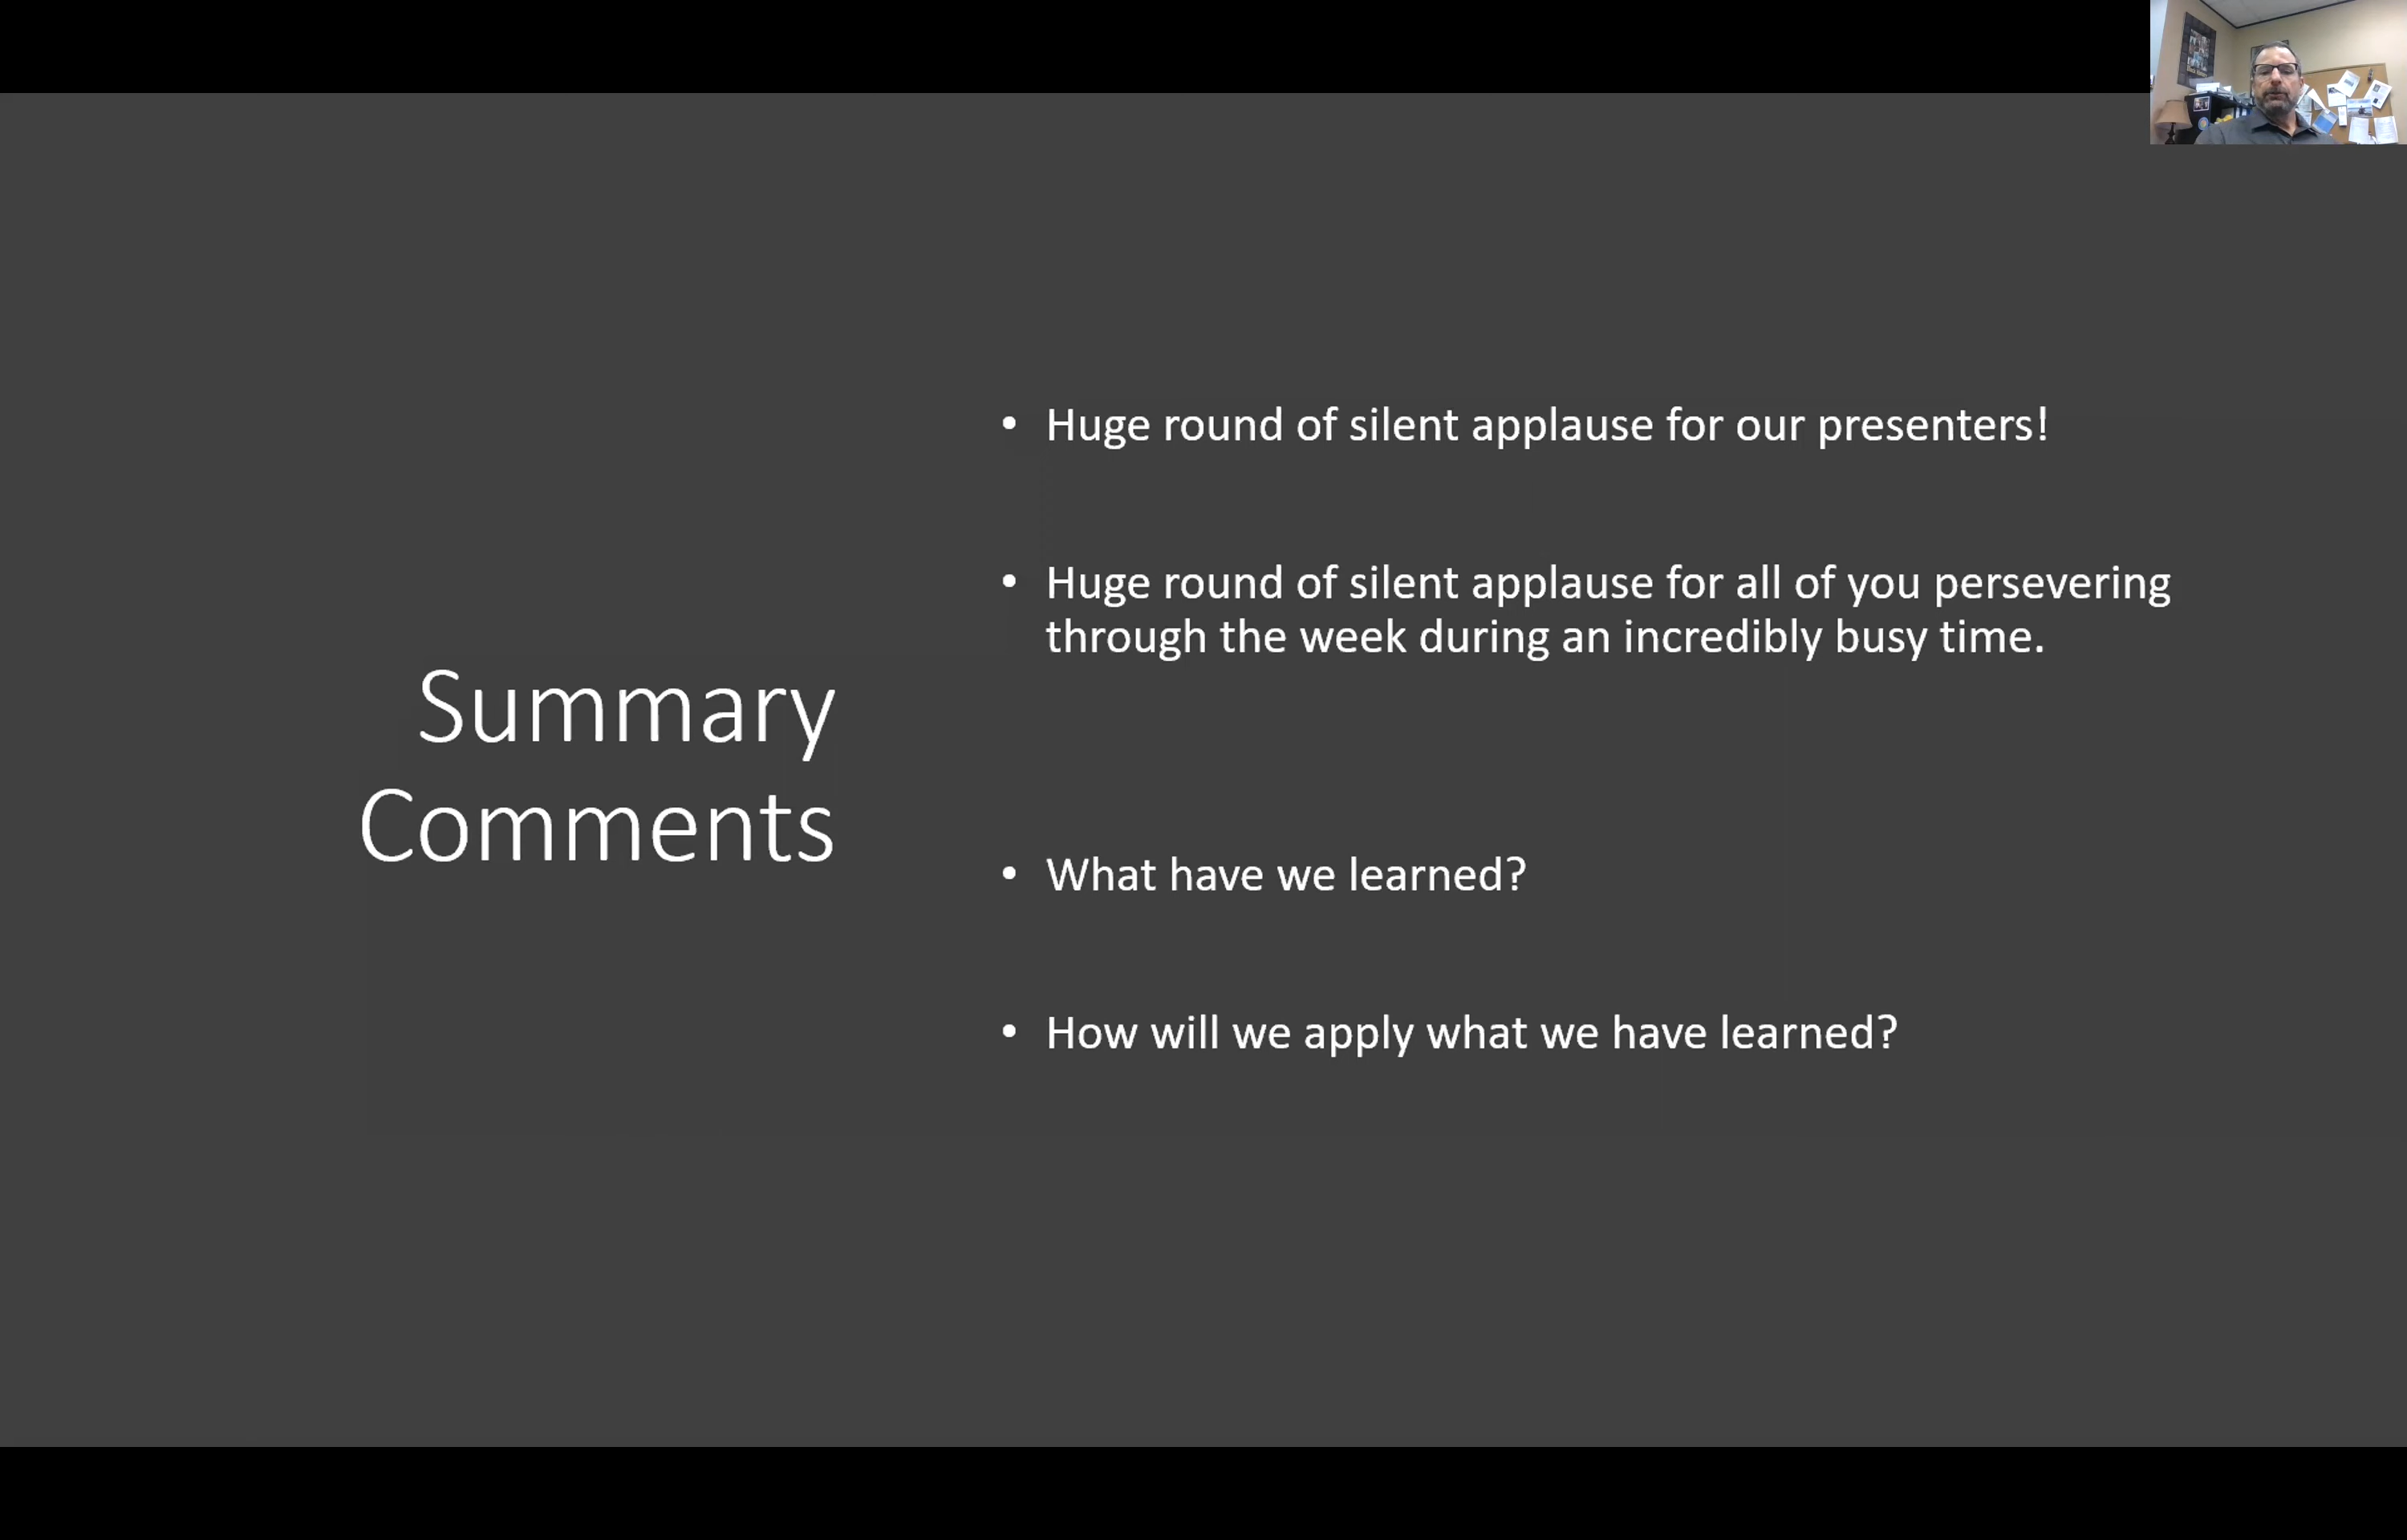 Summary
Comments
• Huge round of silent applause for our presenters!
• Huge round of silent applause for all of you persevering
through the week during an incredibly busy time.
• What have we learned?
• How will we apply what we have learned?